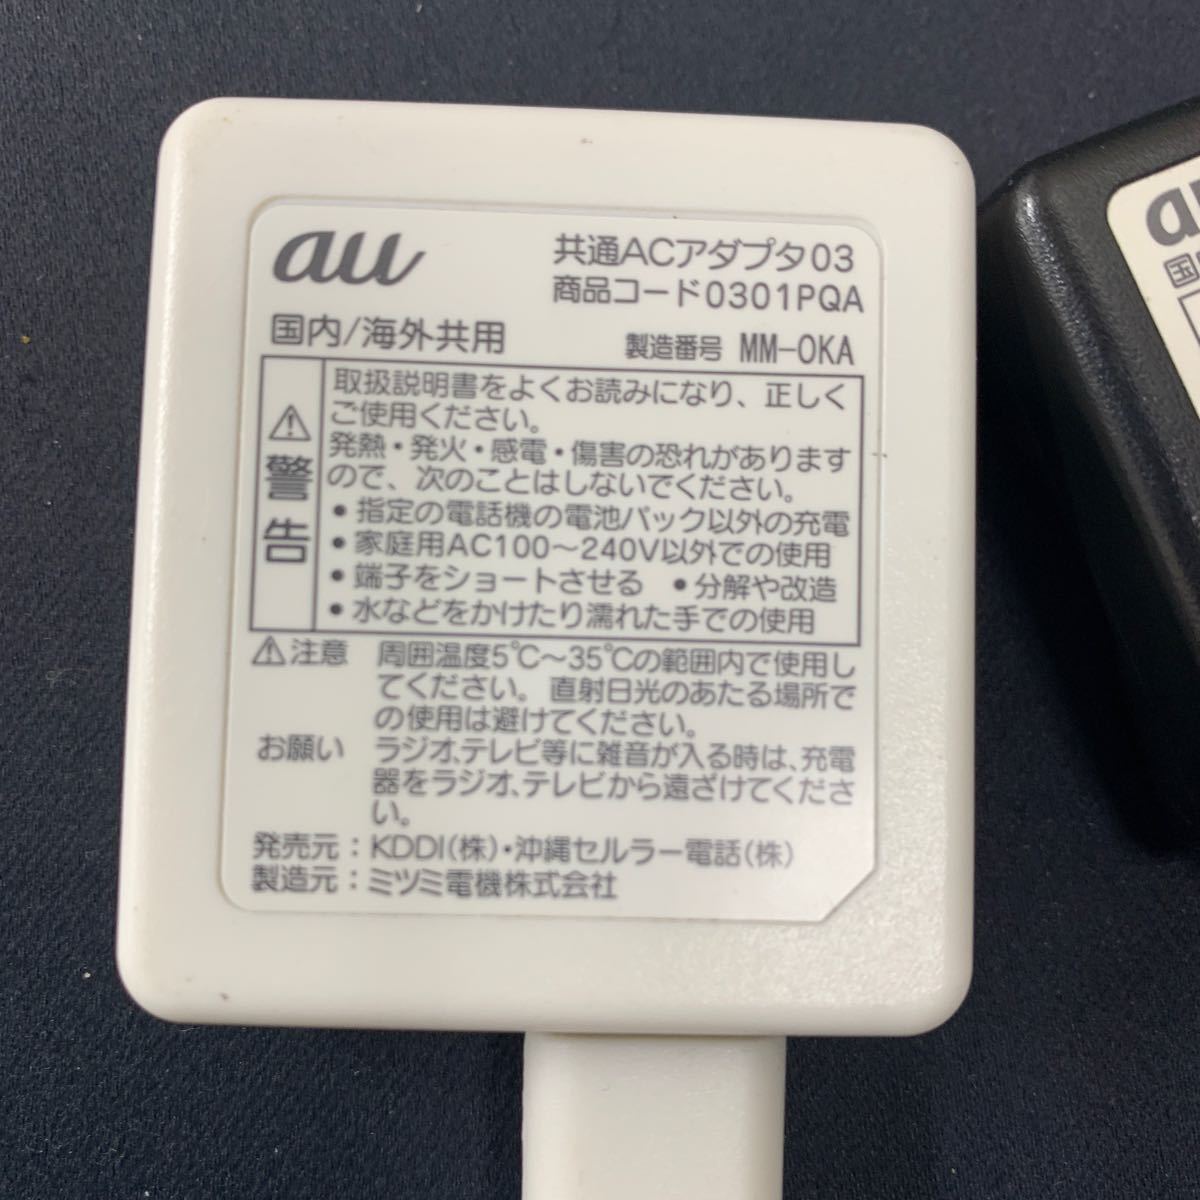 au
共通ACアダプタ03
商品コード0301PQA
国内/海外共用
製造番号 MM-OKA
警告
取扱説明書をよくお読みになり、正しく
ご使用ください。
発熱・発火・感電・傷害の恐れがあります
ので、次のことはしないでください。
•指定の電話機の電池パック以外の充電
•家庭用AC100～240V以外での使用
•端子をショートさせる •分解や改造
•水などをかけたり濡れた手での使用
⚠注意 周囲温度5℃～35℃の範囲内で使用し
てください。直射日光のあたる場所で
の使用は避けてください。
お願い ラジオ、テレビ等に雑音が入る時は、充電
器をラジオ、テレビから遠ざけてくださ
い。
発売元：KDDI(株)・沖縄セルラー電話(株)
製造元：ミツミ電機株式会社